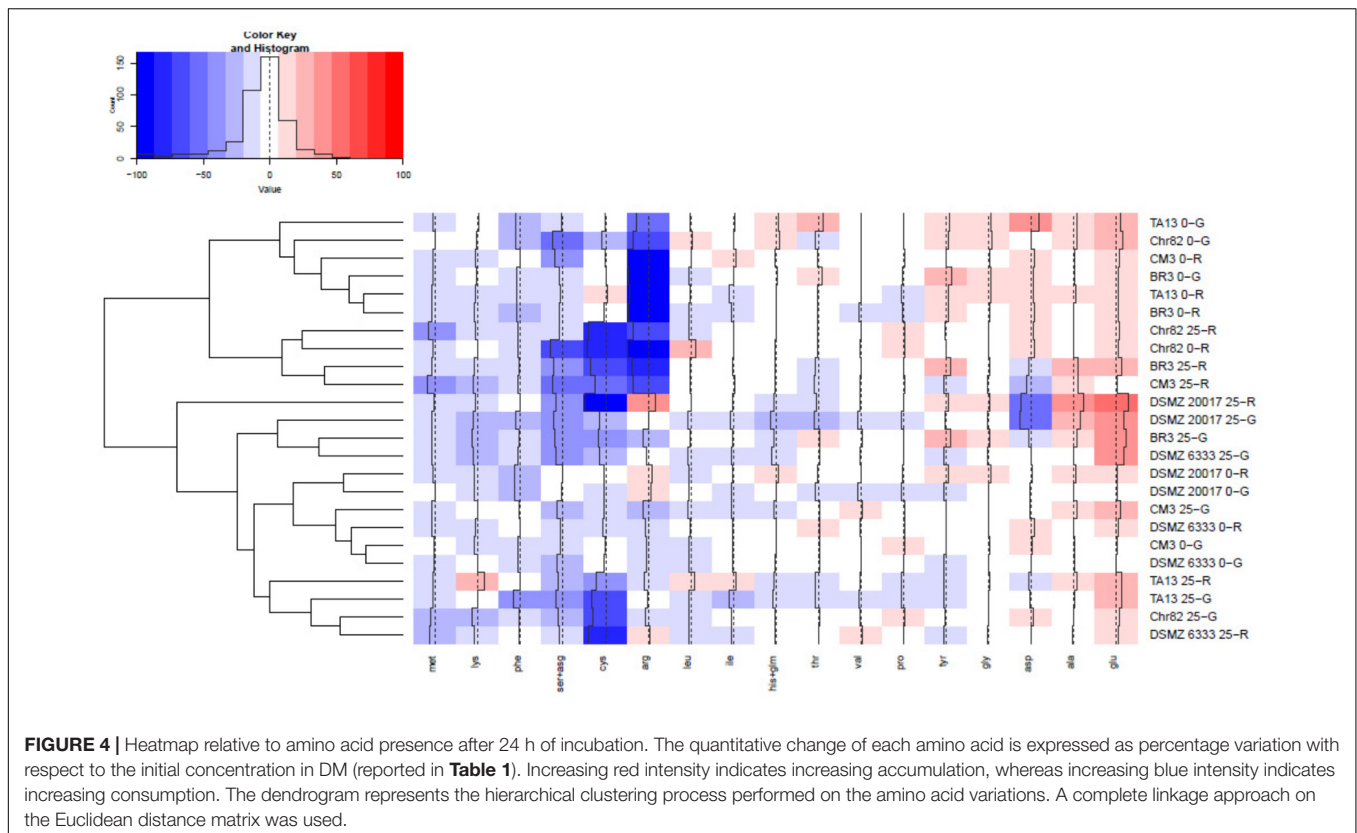 Color Key
and Histogram
Count
0
50
100
150
−100
−50
0
50
100
Value
TA13 0−G
Chr82 0−G
CM3 0−R
BR3 0−G
TA13 0−R
BR3 0−R
Chr82 25−R
Chr82 0−R
BR3 25−R
CM3 25−R
DSMZ 20017 25−R
DSMZ 20017 25−G
BR3 25−G
DSMZ 6333 25−G
DSMZ 20017 0−R
DSMZ 20017 0−G
CM3 25−G
DSMZ 6333 0−R
CM3 0−G
DSMZ 6333 0−G
TA13 25−R
TA13 25−G
Chr82 25−G
DSMZ 6333 25−R
met
lys
phe
ser+asg
cys
arg
leu
ile
his+glm
thr
val
pro
tyr
gly
asp
ala
glu
FIGURE 4 | Heatmap relative to amino acid presence after 24 h of incubation. The quantitative change of each amino acid is expressed as percentage variation with
respect to the initial concentration in DM (reported in Table 1). Increasing red intensity indicates increasing accumulation, whereas increasing blue intensity indicates
increasing consumption. The dendrogram represents the hierarchical clustering process performed on the amino acid variations. A complete linkage approach on
the Euclidean distance matrix was used.